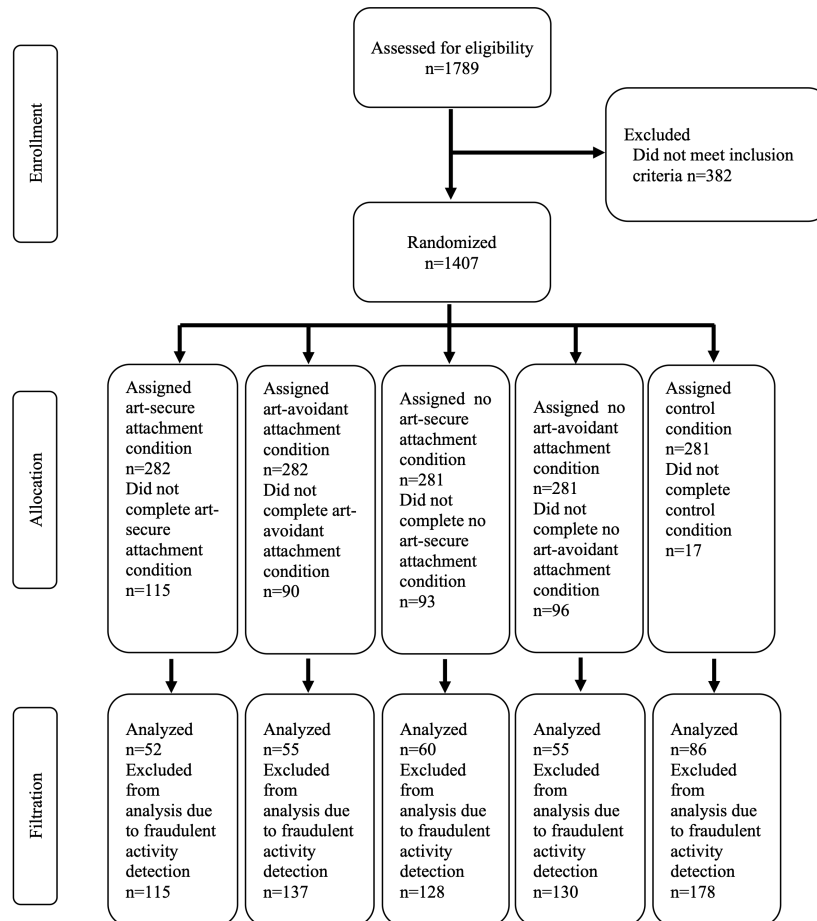 Assessed for eligibility
n=1789
Enrollment
Excluded
Did not meet inclusion
criteria n=382
Randomized
n=1407
Allocation
Assigned
art-secure
attachment
condition
n=282
Did not
complete art-
secure
attachment
condition
n=115
Assigned
art-avoidant
attachment
condition
n=282
Did not
complete art-
avoidant
attachment
condition
n=90
Assigned no
art-secure
attachment
condition
n=281
Did not
complete no
art-secure
attachment
condition
n=93
Assigned no
art-avoidant
attachment
condition
n=281
Did not
complete no
art-avoidant
attachment
condition
n=96
Assigned
control
condition
n=281
Did not
complete
control
condition
n=17
Filtration
Analyzed
n=52
Excluded
from
analysis due
to fraudulent
activity
detection
n=115
Analyzed
n=55
Excluded
from
analysis due
to fraudulent
activity
detection
n=137
Analyzed
n=60
Excluded
from
analysis due
to fraudulent
activity
detection
n=128
Analyzed
n=55
Excluded
from
analysis due
to fraudulent
activity
detection
n=130
Analyzed
n=86
Excluded
from
analysis due
to fraudulent
activity
detection
n=178